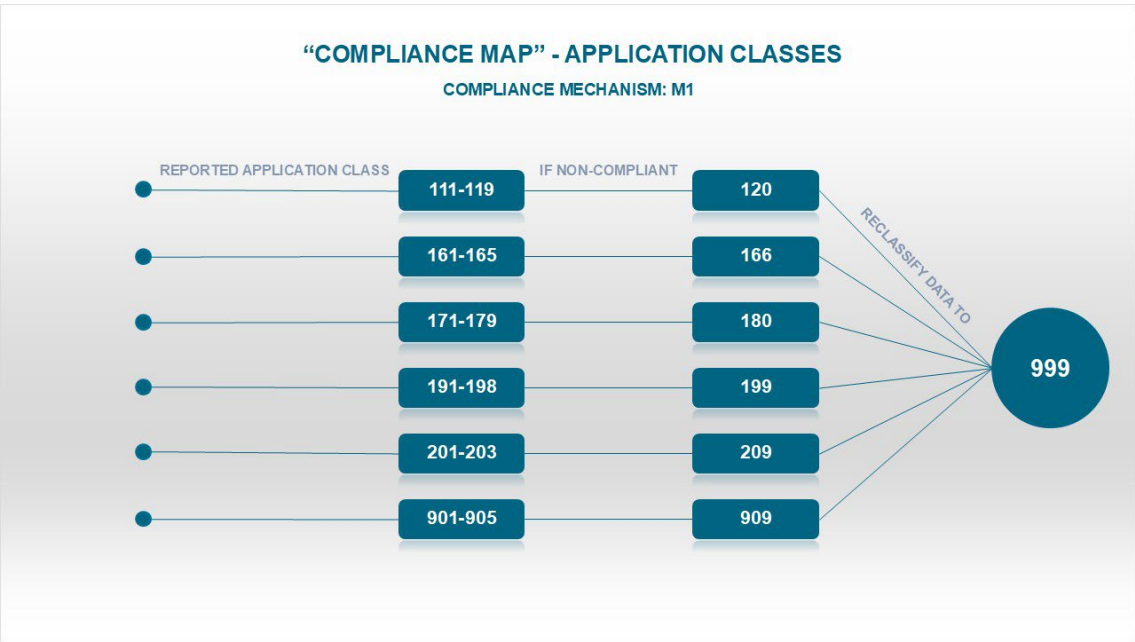 “COMPLIANCE MAP” - APPLICATION CLASSES
COMPLIANCE MECHANISM: M1
REPORTED APPLICATION CLASS
IF NON-COMPLIANT
111-119
120
RECLASSIFY DATA TO
161-165
166
171-179
180
999
191-198
199
201-203
209
901-905
909